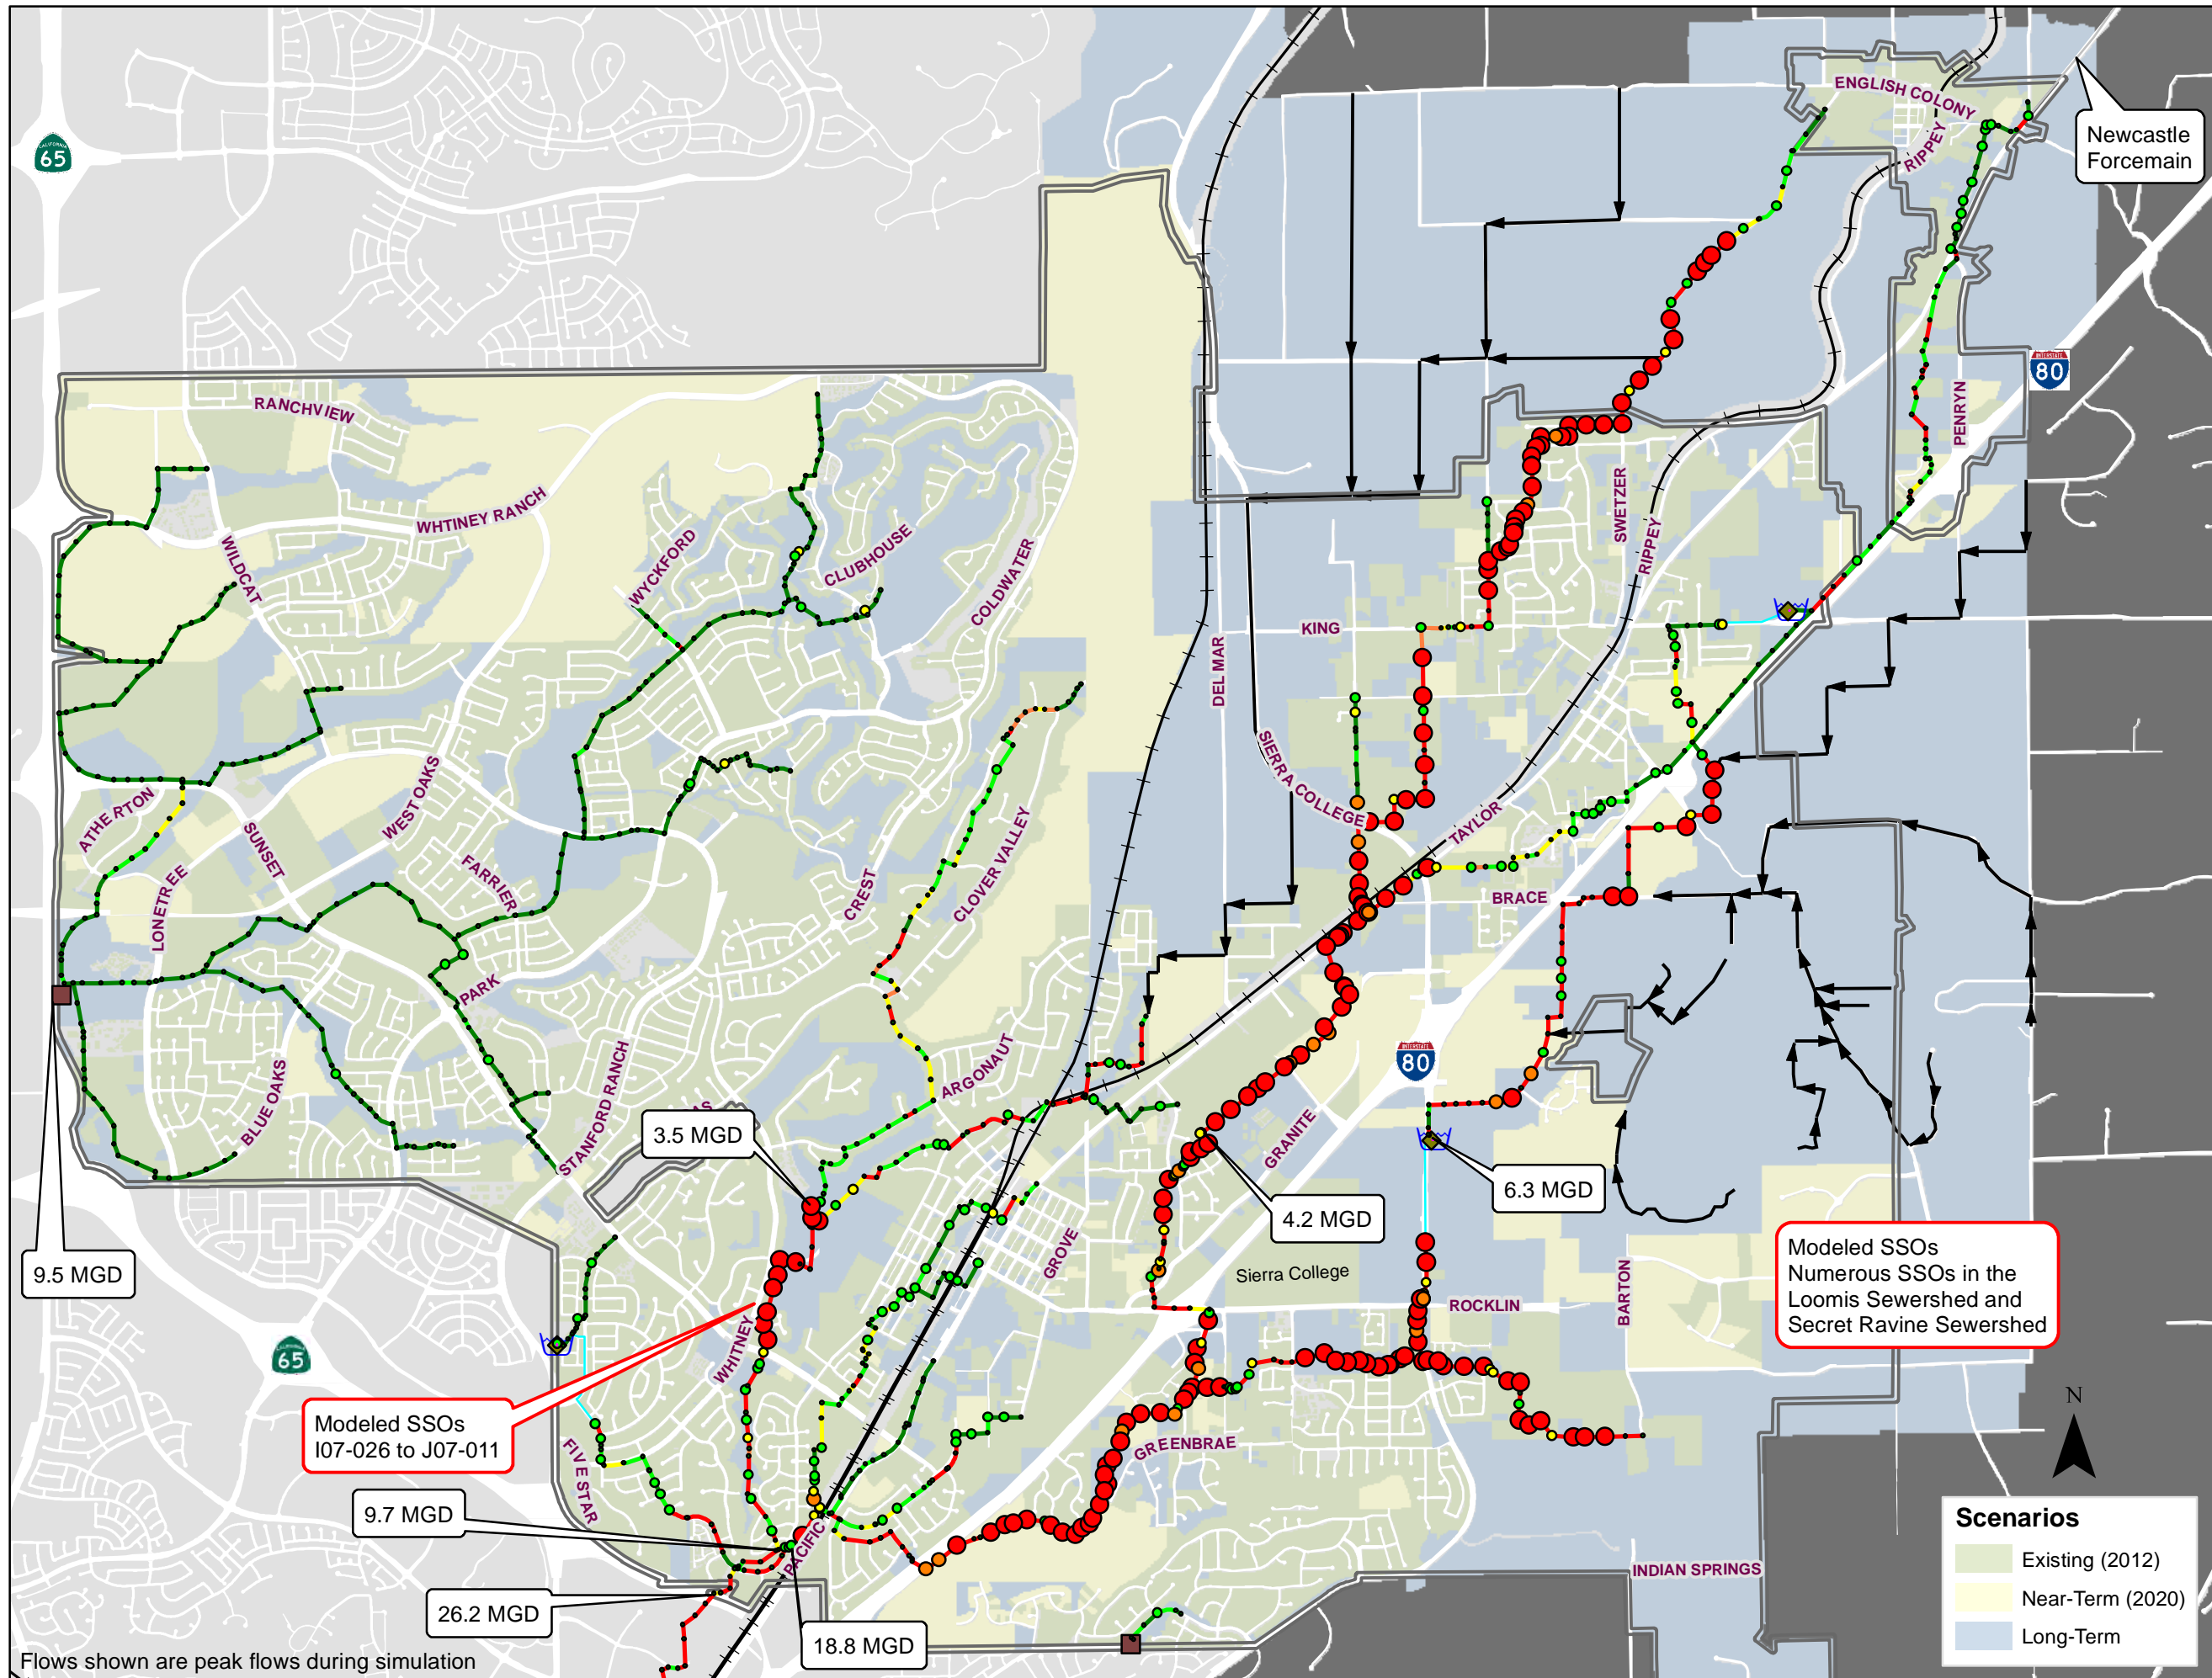 CALIFORNIA
65
ENGLISH COLONY
RIPPEY
Newcastle
Forcemain
INTERSTATE
80
PENRYN
RANCHVIEW
WHTINEY RANCH
WILDCAT
WYCKFORD
CLUBHOUSE
COLDWATER
SWETZER
RIPPEY
KING
DEL MAR
SIERRA COLLEGE
TAYLOR
BRACE
ATHERTON
SUNSET
WEST OAKS
LONETREE
FARRIER
CREST
CLOVER VALLEY
PARK
BLUE OAKS
STANFORD RANCH
ARGONAUT
INTERSTATE
80
GRANITE
3.5 MGD
4.2 MGD
6.3 MGD
9.5 MGD
GROVE
Sierra College
ROCKLIN
BARTON
Modeled SSOs
Numerous SSOs in the
Loomis Sewershed and
Secret Ravine Sewershed
CALIFORNIA
65
WHITNEY
Modeled SSOs
I07-026 to J07-011
FIVE STAR
GREENBRAE
N
9.7 MGD
PACIFIC
26.2 MGD
18.8 MGD
INDIAN SPRINGS
Scenarios
Existing (2012)
Near-Term (2020)
Long-Term
Flows shown are peak flows during simulation